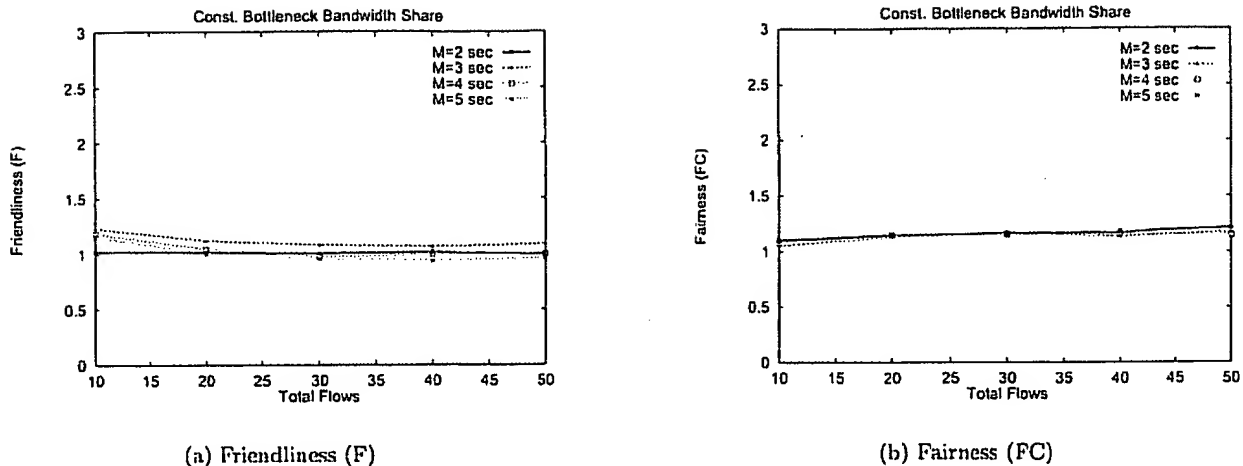 Const. Bottleneck Bandwidth Share
3
2.5
2
1.5
1
0.5
0
Friendliness (F)
M=2 sec
M=3 sec
M=4 sec
M=5 sec
10 15 20 25 30 35 40 45 50
Total Flows
(a) Friendliness (F)
Const. Bottleneck Bandwidth Share
3
2.5
2
1.5
1
0.5
0
Fairness (FC)
M=2 sec
M=3 sec
M=4 sec
M=5 sec
10 15 20 25 30 35 40 45 50
Total Flows
(b) Fairness (FC)